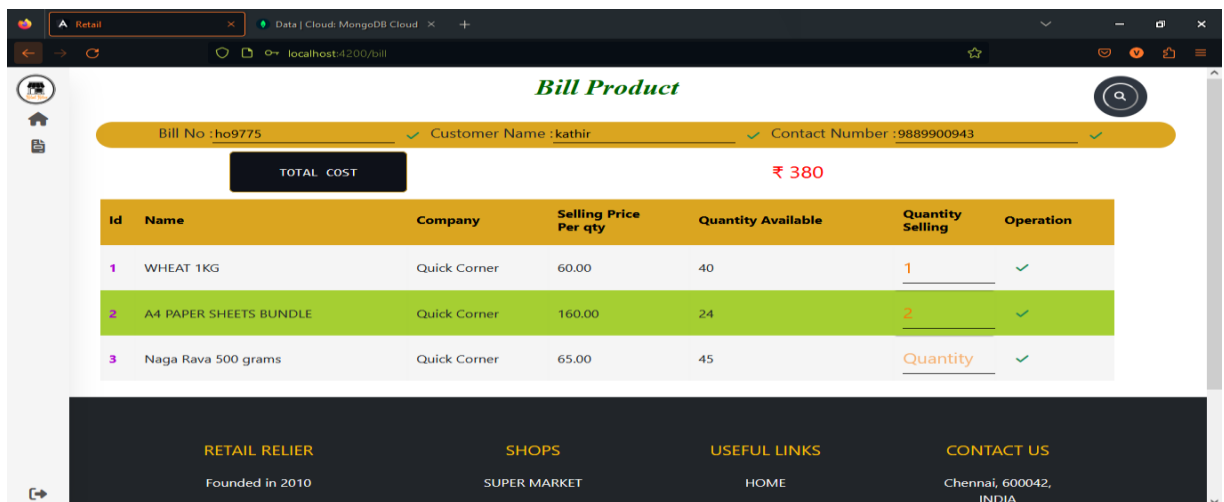 Retail
Data | Cloud: MongoDB Cloud
localhost:4200/bill
V
Bill Product
Bill No : ho9775 Customer Name : kathir Contact Number : 9889900943
TOTAL COST ₹ 380
Id Name Company Selling Price Per qty Quantity Available Quantity Selling Operation
1 WHEAT 1KG Quick Corner 60.00 40 1
2 A4 PAPER SHEETS BUNDLE Quick Corner 160.00 24 2
3 Naga Rava 500 grams Quick Corner 65.00 45 Quantity
RETAIL RELIER SHOPS USEFUL LINKS CONTACT US
Founded in 2010 SUPER MARKET HOME Chennai, 600042,
INDIA